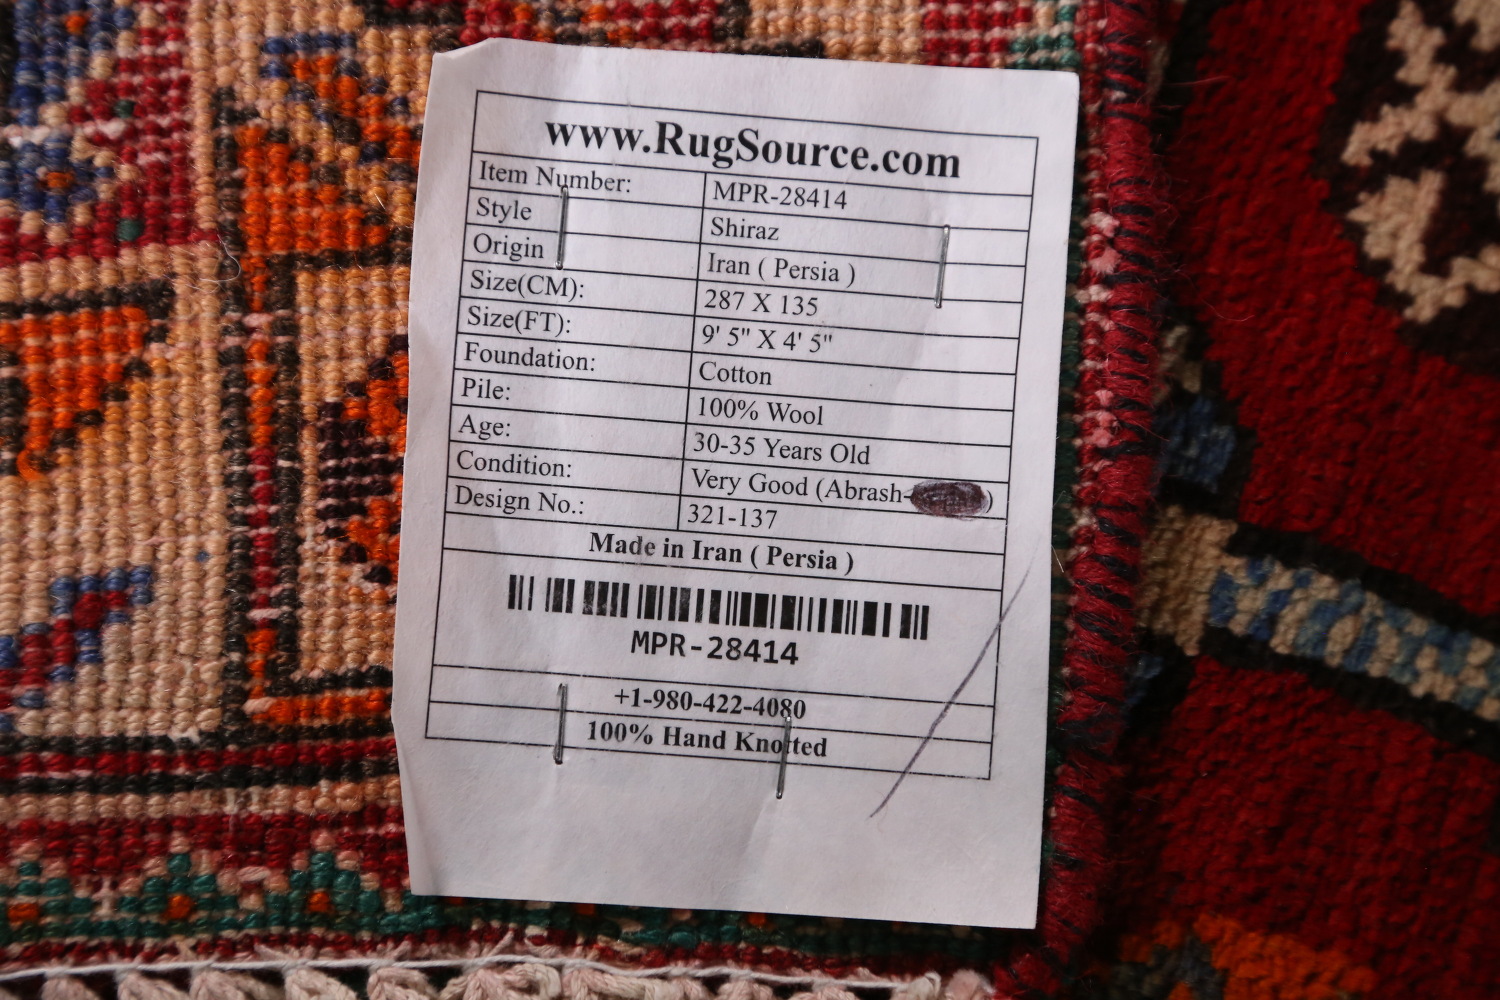 www.RugSource.com
Item Number: MPR-28414
Style Shiraz
Origin Iran ( Persia )
Size(CM): 287 X 135
Size(FT): 9' 5" X 4' 5"
Foundation: Cotton
Pile: 100% Wool
Age: 30-35 Years Old
Condition: Very Good (Abrash- )
Design No.: 321-137
Made in Iran ( Persia )
MPR-28414
+1-980-422-4080
100% Hand Knotted